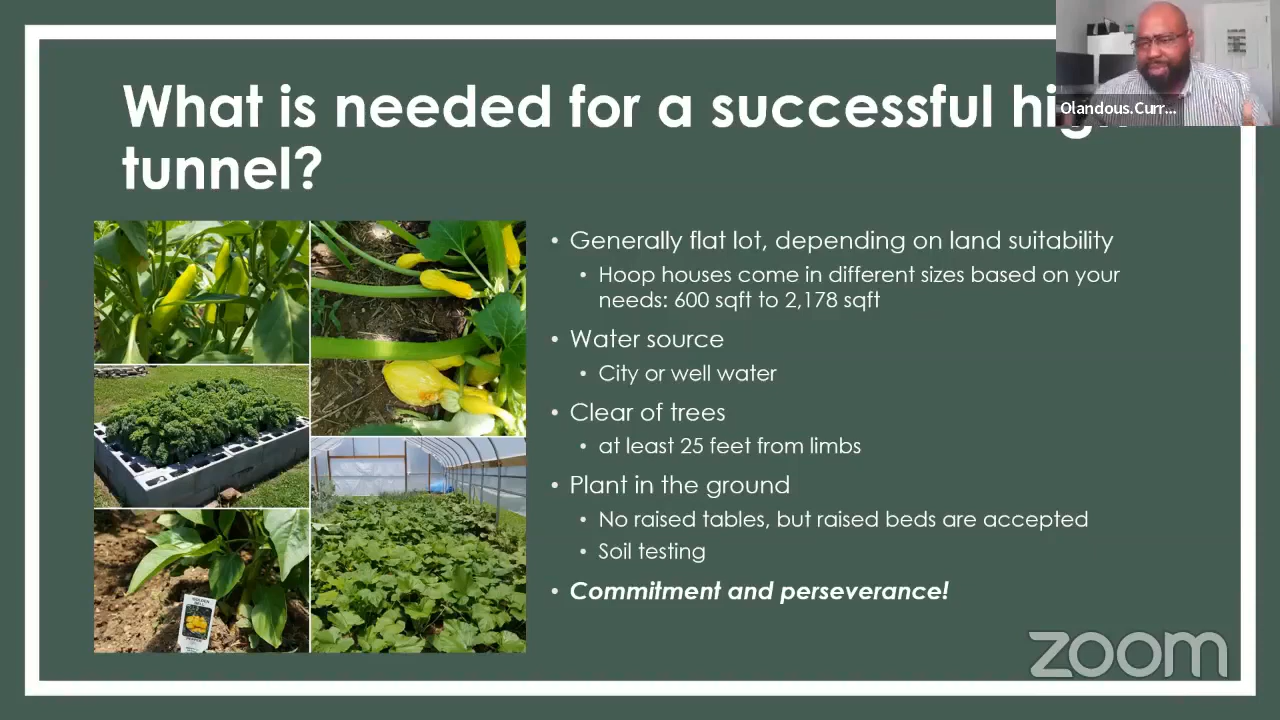 What is needed for a successful high
tunnel?
Olandous.Curr...
• Generally flat lot, depending on land suitability
• Hoop houses come in different sizes based on your
needs: 600 sqft to 2,178 sqft
• Water source
• City or well water
• Clear of trees
• at least 25 feet from limbs
• Plant in the ground
• No raised tables, but raised beds are accepted
• Soil testing
• Commitment and perseverance!
GOLDEN
PEPPER
zoom